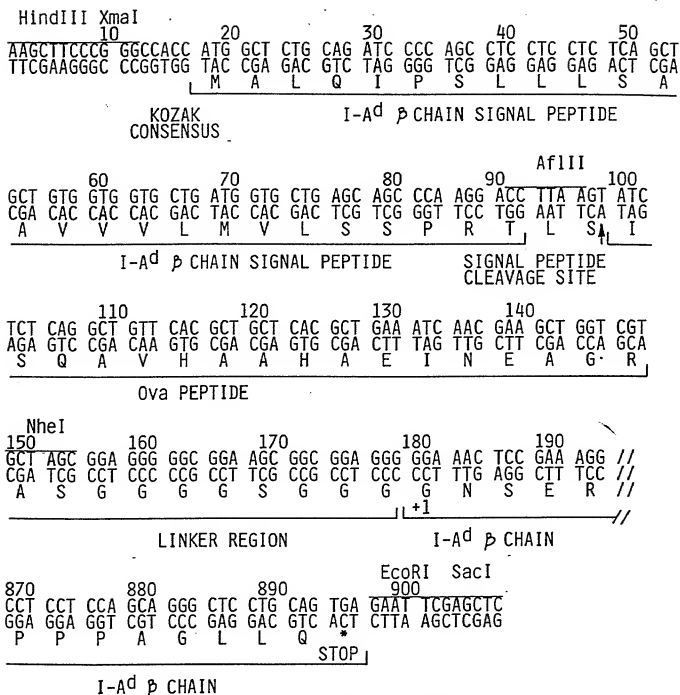 HindIII XmaI
10 20 30 40 50
AAGCTTCCCG GGCCACC ATG GCT CTG CAG ATC CCC AGC CTC CTC CTC TCA GCT
TTCGAAGGGC CCGGTGG TAC CGA GAC GTC TAG GGG TCG GAG GAG GAG AGT CGA
M A L Q I P S L L L S A
KOZAK CONSENSUS
I-Ad β CHAIN SIGNAL PEPTIDE
AflII
60 70 80 90 100
GCT GTG GTG GTG CTG ATG GTG CTG AGC AGC CCA AGG ACC TTA AGT ATC
CGA CAC CAC CAC GAC TAC CAC GAC TCG TCG GGT TCC TGG AAT TCA TAG
A V V V L M V L S S P R T L S I
I-Ad β CHAIN SIGNAL PEPTIDE
SIGNAL PEPTIDE CLEAVAGE SITE
110 120 130 140
TCT CAG GCT GTT CAC GCT GCT CAC GCT GAA ATC AAC GAA GCT GGT CGT
AGA GTC CGA CAA GTG CGA CGA GTG CGA CTT TAG TTG CTT CGA CCA GCA
S Q A V H A A H A E I N E A G R
Ova PEPTIDE
NheI
150 160 170 180 190
GCT AGC GGA GGG GGC GGA AGC GGC GGA GGG GGA AAC TCC GAA AGG //
CGA TCG CCT CCC CCG CCT TCG CCG CCT CCC CCT TTG AGG CTT TCC //
A S G G G G S G G G G N S E R //
+1
LINKER REGION
I-Ad β CHAIN
EcoRI SacI
870 880 890 900
CCT CCT CCA GCA GGG CTC CTG CAG TGA GAATTCGAGCTC
GGA GGA GGT CGT CCC GAG GAC GTC ACT CTTAAGCTCGAG
P P P A G L L Q *
STOP
I-Ad β CHAIN